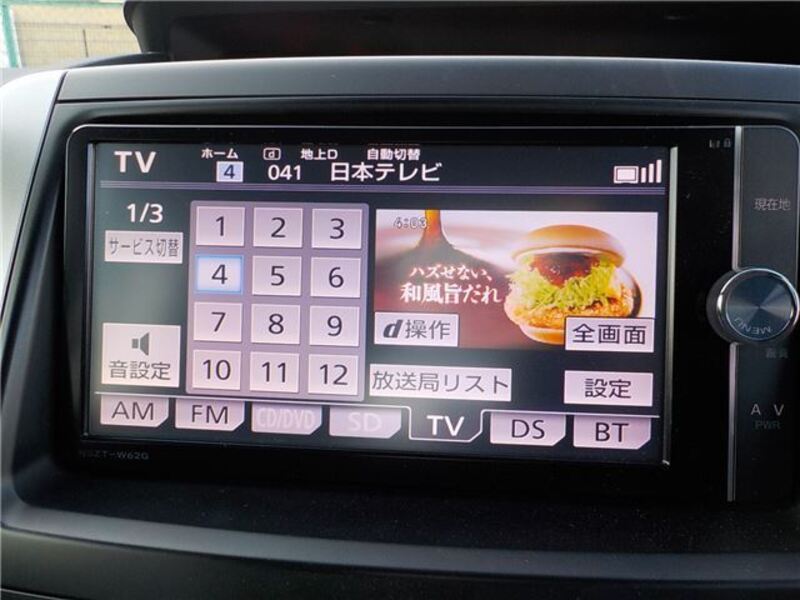 TV
ホーム d 地上D 自動切替
4 041 日本テレビ
1/3
サービス切替
1 2 3
4 5 6
7 8 9
10 11 12
音設定
4:03
ハズせない、
和風旨だれ
d操作
全画面
放送局リスト
設定
AM FM CD/DVD SD TV DS BT
NSZT-W62G
現在地
MENU
画質
∧ ∨
PWR